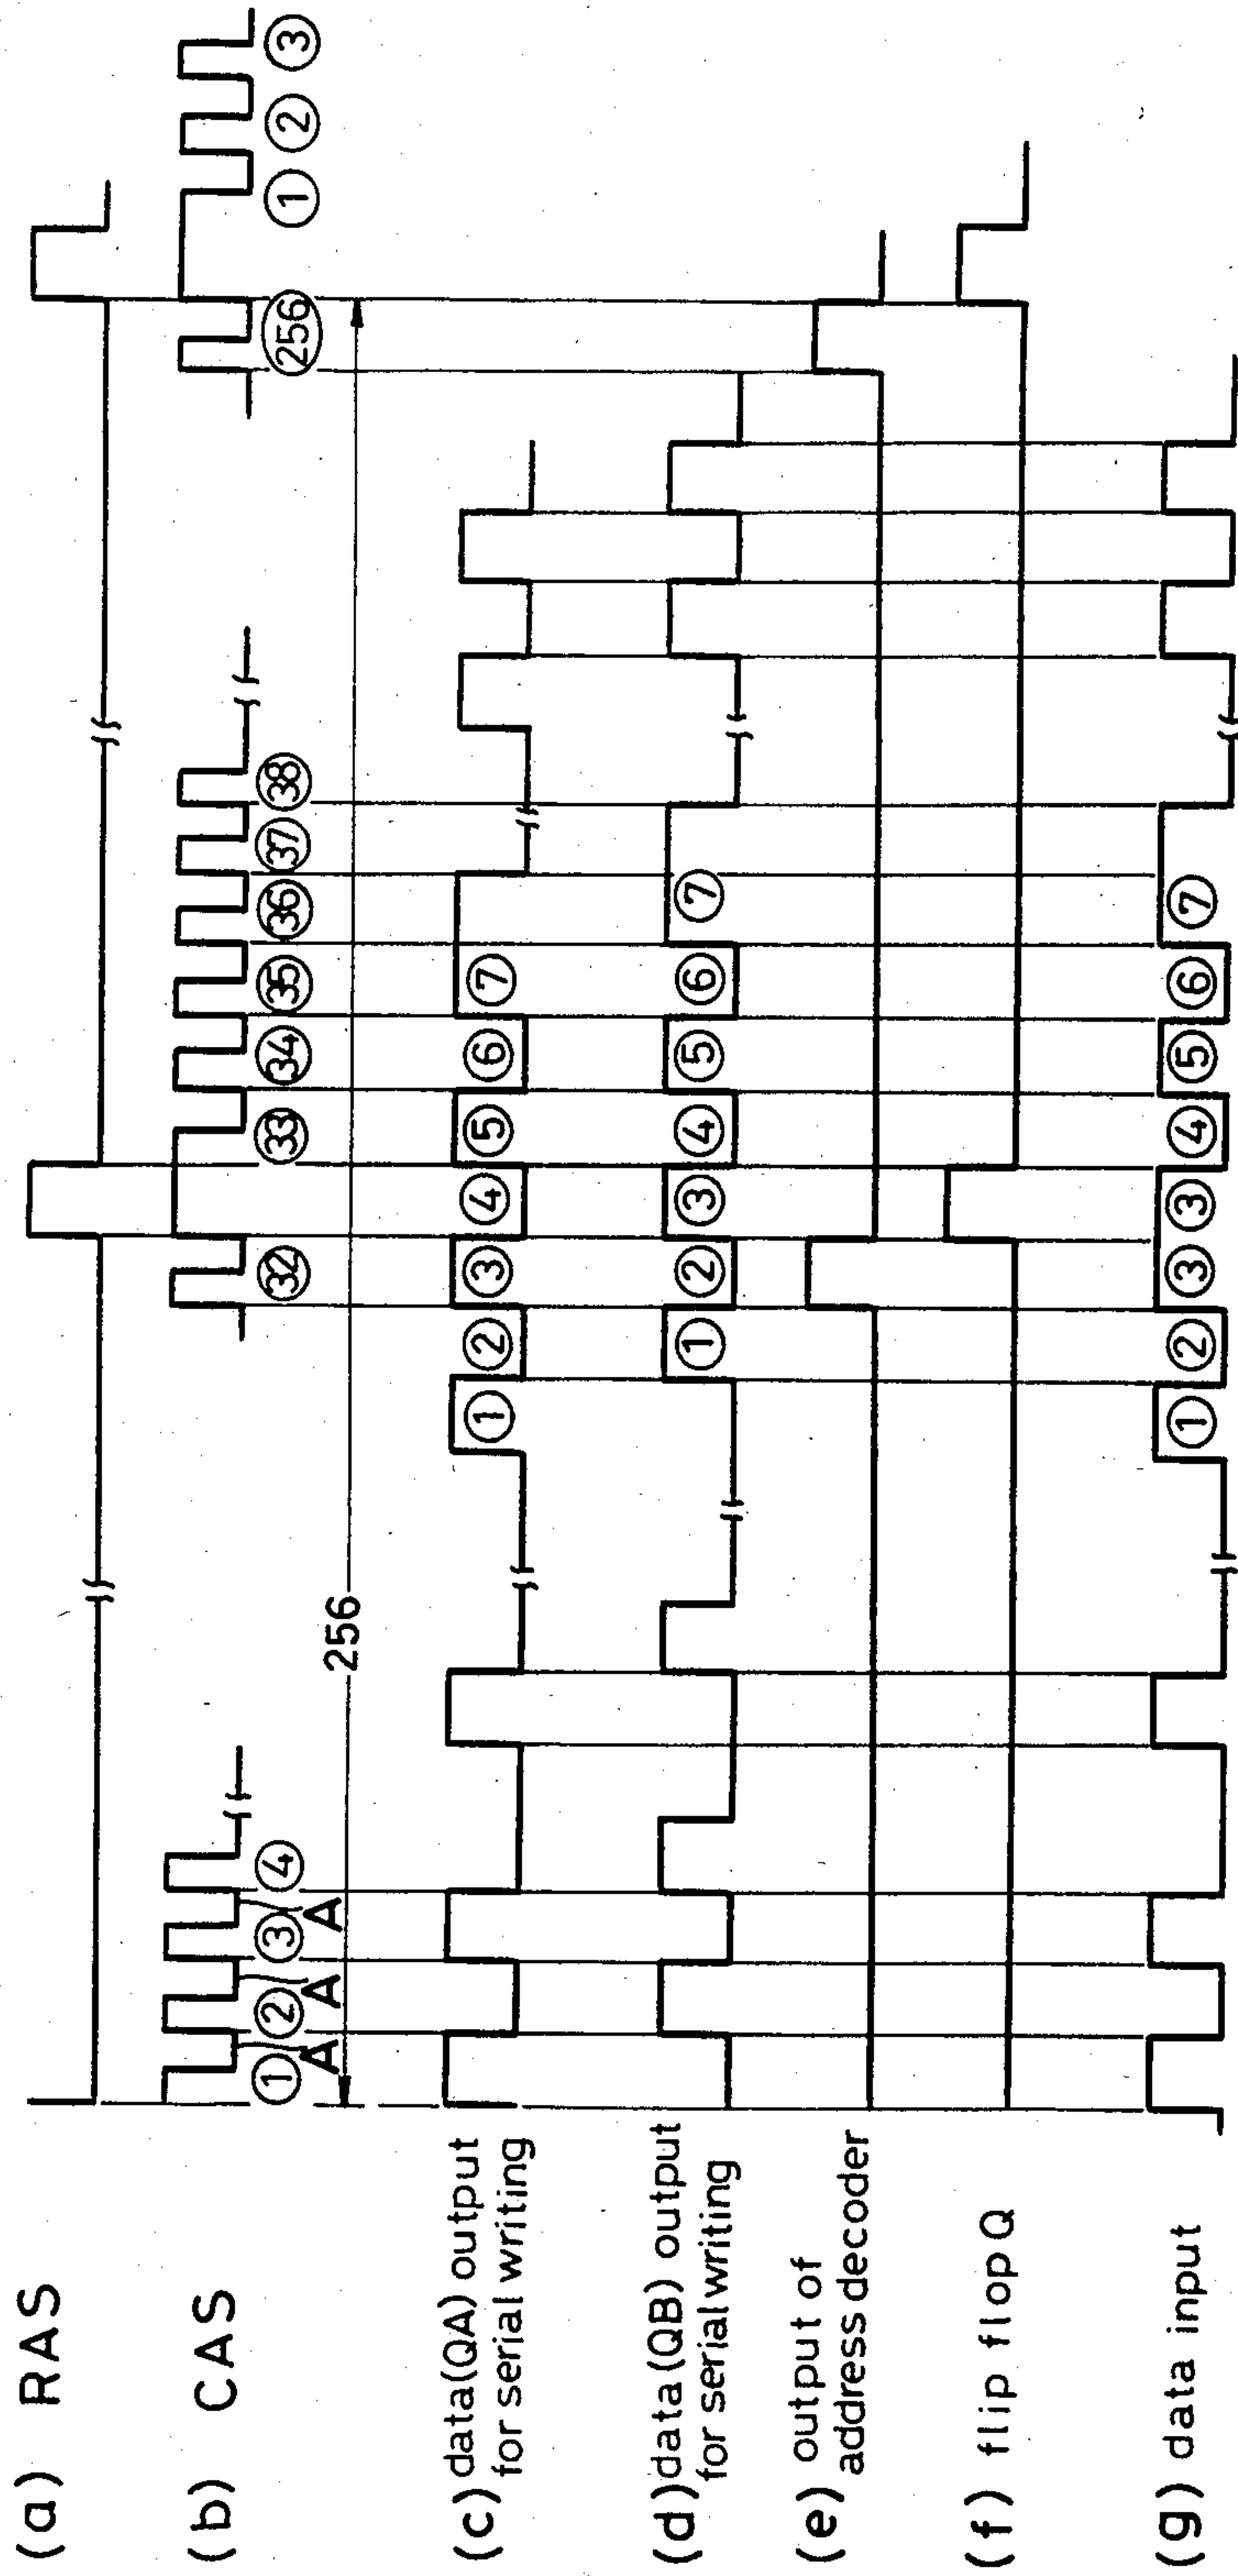 (a) RAS
(b) CAS
① ② ③ ④ ㉜ ㉝ ㉞ ㉟ ㊱ ㊲ ㊳ (256) ① ② ③
A A A
256
(c) data(QA) output
for serial writing
① ② ③ ④ ⑤ ⑥ ⑦
(d) data(QB) output
for serial writing
① ② ③ ④ ⑤ ⑥ ⑦
(e) output of
address decoder
(f) flip flop Q
(g) data input
① ② ③ ③ ④ ⑤ ⑥ ⑦